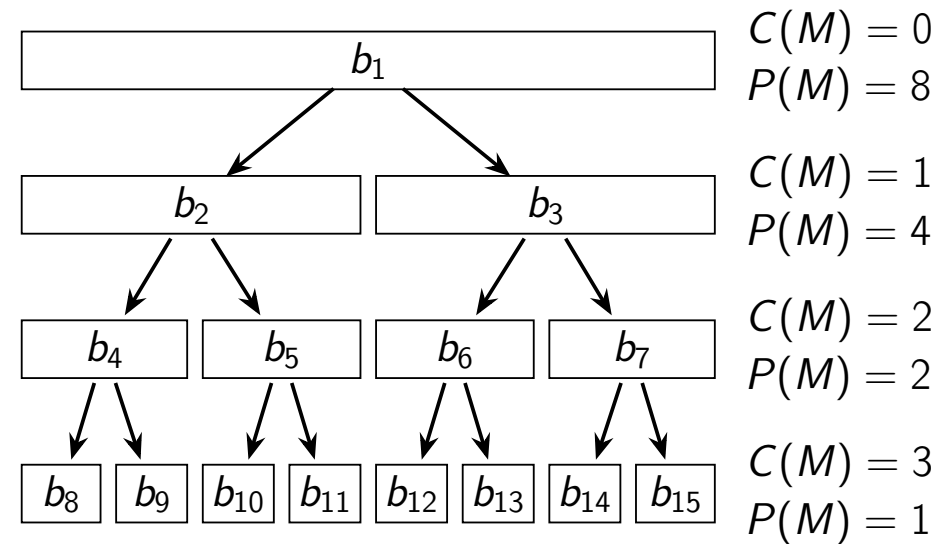 b₁
C(M) = 0
P(M) = 8
b₂ b₃
C(M) = 1
P(M) = 4
b₄ b₅ b₆ b₇
C(M) = 2
P(M) = 2
b₈ b₉ b₁₀ b₁₁ b₁₂ b₁₃ b₁₄ b₁₅
C(M) = 3
P(M) = 1